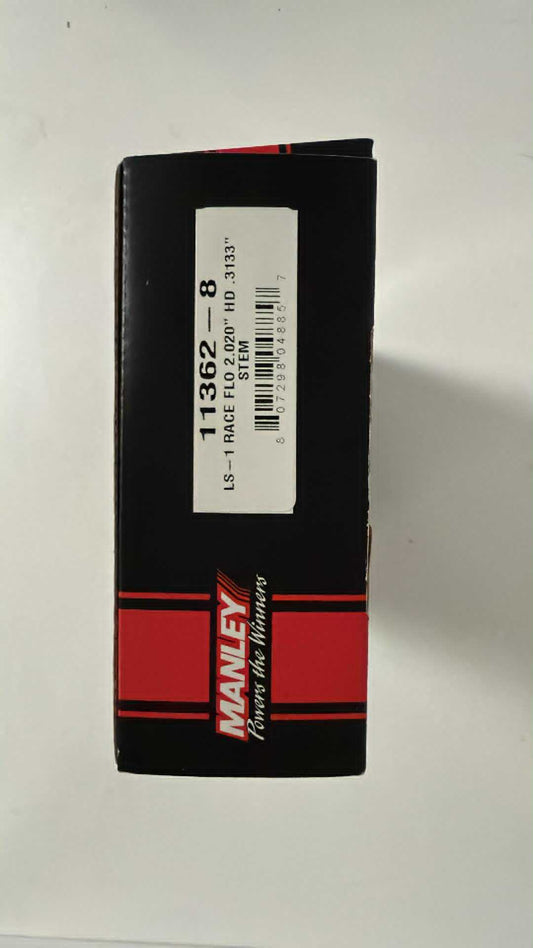 11362 — 8
LS-1 RACE FLO 2.020" HD .3133"
STEM
8 07298 04885 7
MANLEY
Powers the Winners